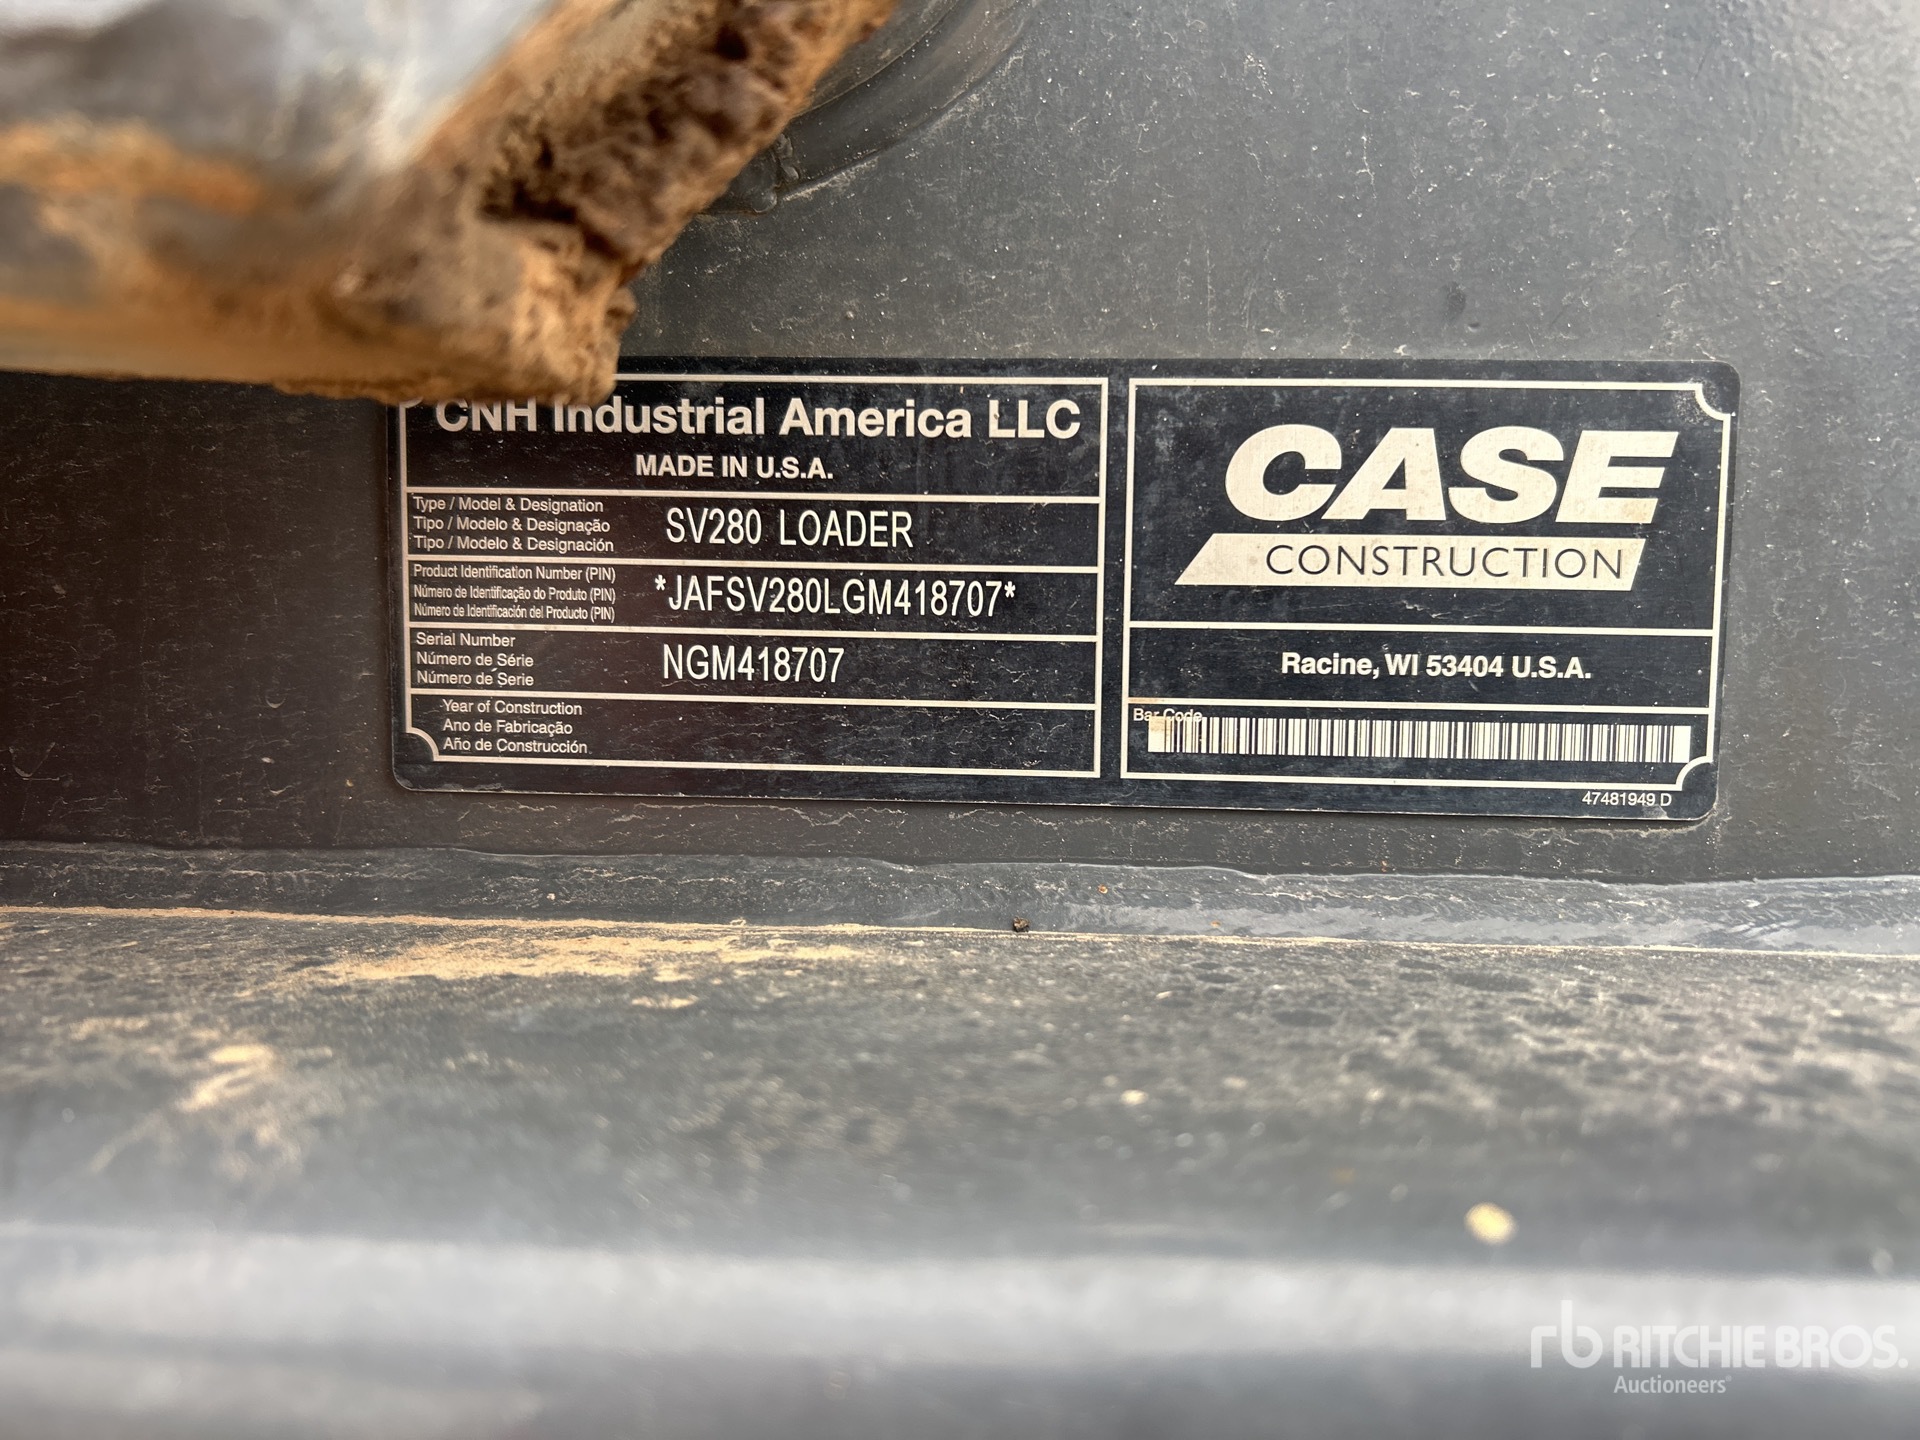 CNH Industrial America LLC
MADE IN U.S.A.
Type / Model & Designation
Tipo / Modelo & Designação
Tipo / Modelo & Designación
SV280 LOADER
Product Identification Number (PIN)
Número de Identificação do Produto (PIN)
Número de Identificación del Producto (PIN)
*JAFSV280LGM418707*
Serial Number
Número de Série
Número de Serie
NGM418707
Year of Construction
Ano de Fabricação
Año de Construcción
CASE
CONSTRUCTION
Racine, WI 53404 U.S.A.
Bar Code
47481949 D
rb RITCHIE BROS.
Auctioneers